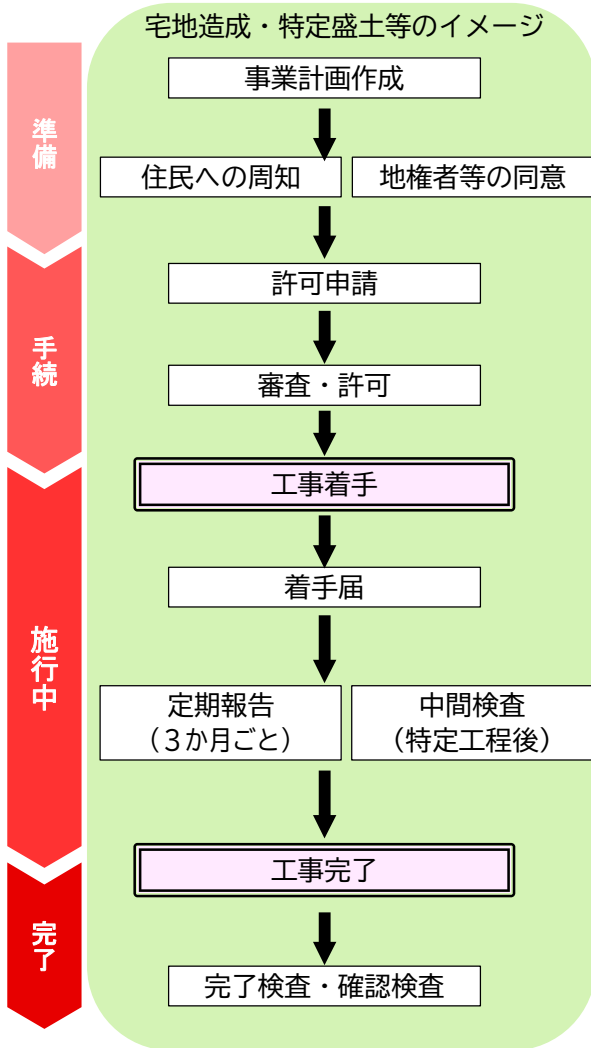 宅地造成・特定盛土等のイメージ
準備
事業計画作成
住民への周知
地権者等の同意
手続
許可申請
審査・許可
施行中
工事着手
着手届
定期報告
（３か月ごと）
中間検査
（特定工程後）
工事完了
完了
完了検査・確認検査